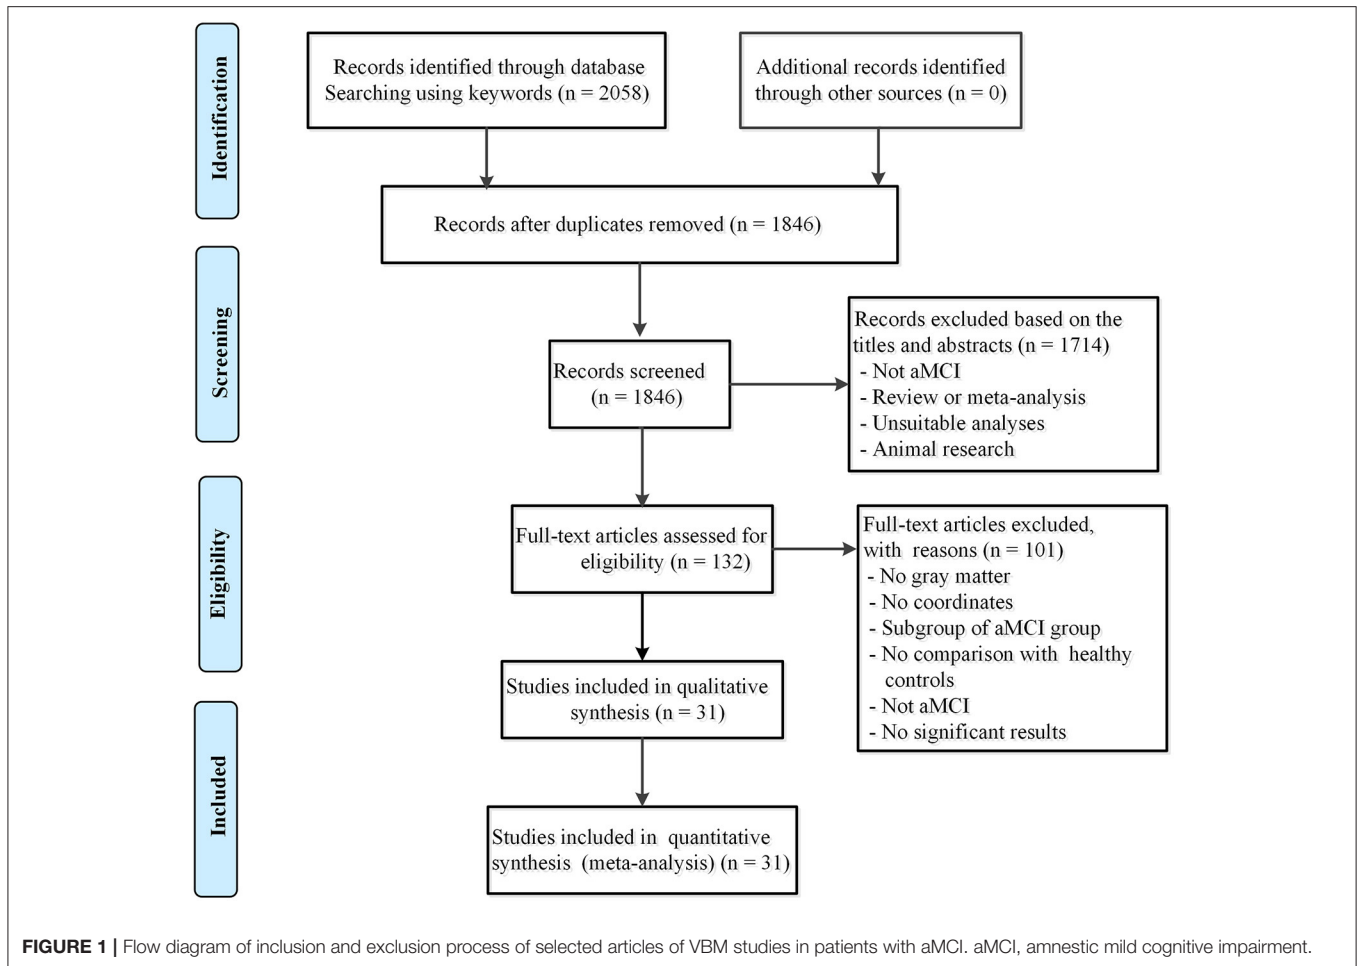 Identification
Records identified through database
Searching using keywords (n = 2058)
Additional records identified
through other sources (n = 0)
Records after duplicates removed (n = 1846)
Screening
Records screened
(n = 1846)
Records excluded based on the
titles and abstracts (n = 1714)
- Not aMCI
- Review or meta-analysis
- Unsuitable analyses
- Animal research
Eligibility
Full-text articles assessed for
eligibility (n = 132)
Full-text articles excluded,
with reasons (n = 101)
- No gray matter
- No coordinates
- Subgroup of aMCI group
- No comparison with healthy
controls
- Not aMCI
- No significant results
Studies included in qualitative
synthesis (n = 31)
Included
Studies included in quantitative
synthesis (meta-analysis) (n = 31)
FIGURE 1 | Flow diagram of inclusion and exclusion process of selected articles of VBM studies in patients with aMCI. aMCI, amnestic mild cognitive impairment.